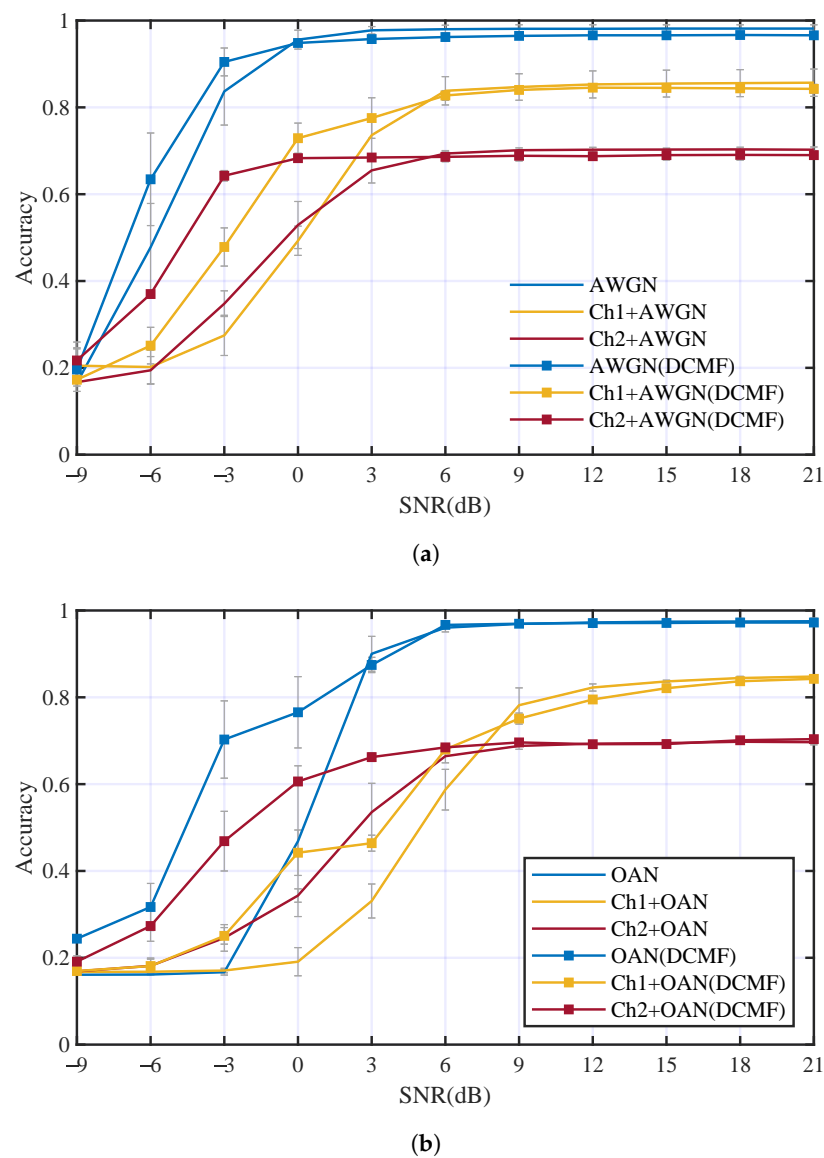 1
0.8
0.6
0.4
0.2
0
Accuracy
AWGN
Ch1+AWGN
Ch2+AWGN
AWGN(DCMF)
Ch1+AWGN(DCMF)
Ch2+AWGN(DCMF)
−9 −6 −3 0 3 6 9 12 15 18 21
SNR(dB)
(a)
1
0.8
0.6
0.4
0.2
0
Accuracy
OAN
Ch1+OAN
Ch2+OAN
OAN(DCMF)
Ch1+OAN(DCMF)
Ch2+OAN(DCMF)
−9 −6 −3 0 3 6 9 12 15 18 21
SNR(dB)
(b)